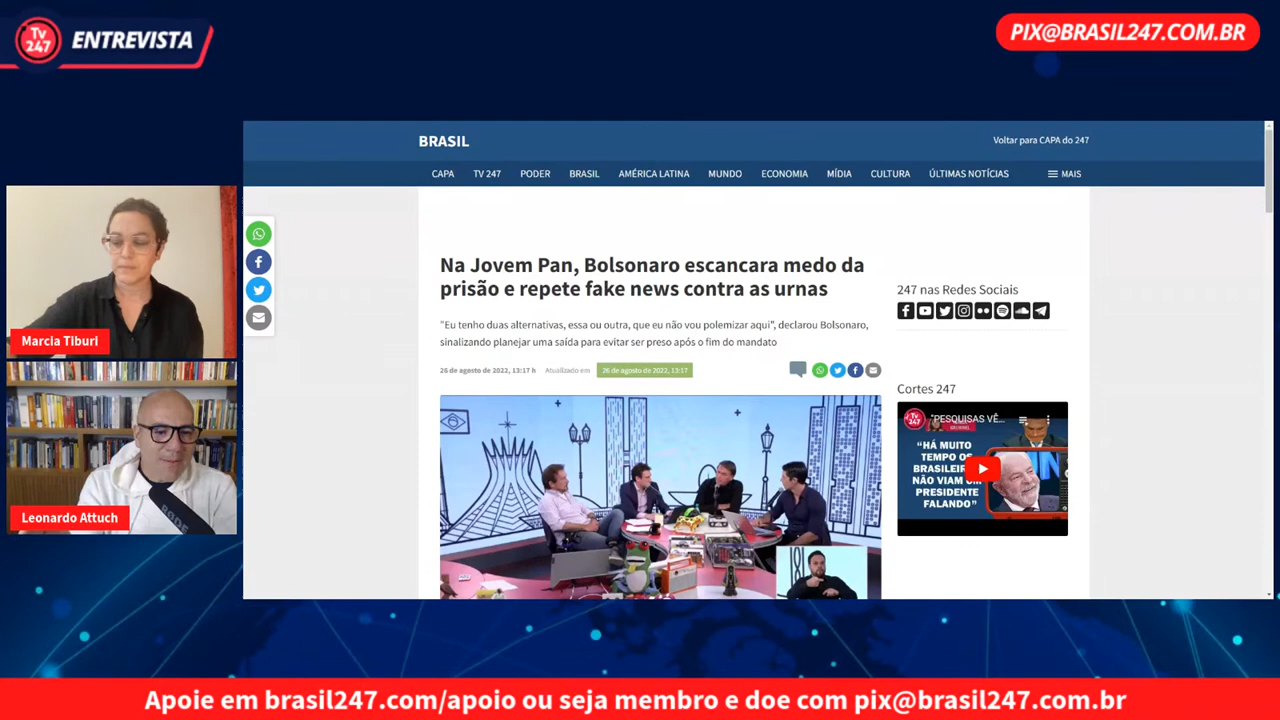 Tv 247
ENTREVISTA
PIX@BRASIL247.COM.BR
BRASIL
Voltar para CAPA do 247
CAPA TV 247 PODER BRASIL AMÉRICA LATINA MUNDO ECONOMIA MÍDIA CULTURA ÚLTIMAS NOTÍCIAS MAIS
Marcia Tiburi
Leonardo Attuch
Na Jovem Pan, Bolsonaro escancara medo da
prisão e repete fake news contra as urnas
"Eu tenho duas alternativas, essa ou outra, que eu não vou polemizar aqui", declarou Bolsonaro,
sinalizando planejar uma saída para evitar ser preso após o fim do mandato
26 de agosto de 2022, 13:17 h Atualizado em 26 de agosto de 2022, 13:17
247 nas Redes Sociais
Cortes 247
"PESQUISAS VÊ...
"HÁ MUITO
TEMPO OS
BRASILEIR
NÃO VIAM UM
PRESIDENTE
FALANDO"
Apoie em brasil247.com/apoio ou seja membro e doe com pix@brasil247.com.br